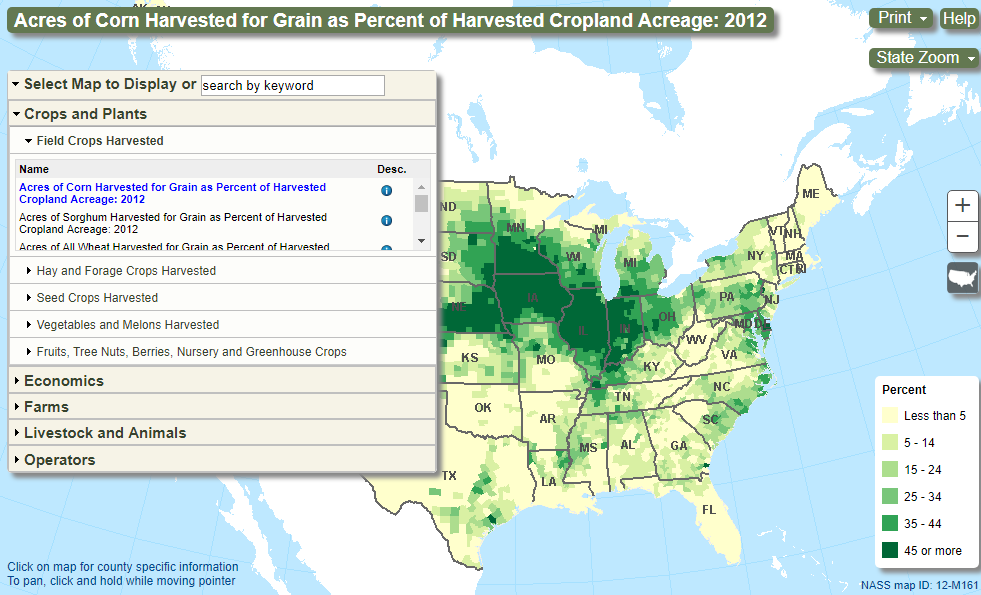 Acres of Corn Harvested for Grain as Percent of Harvested Cropland Acreage: 2012
Print
Help
State Zoom
Select Map to Display or search by keyword
Crops and Plants
Field Crops Harvested
Name Desc.
Acres of Corn Harvested for Grain as Percent of Harvested
Cropland Acreage: 2012
Acres of Sorghum Harvested for Grain as Percent of Harvested
Cropland Acreage: 2012
Acres of All Wheat Harvested for Grain as Percent of Harvested
Hay and Forage Crops Harvested
Seed Crops Harvested
Vegetables and Melons Harvested
Fruits, Tree Nuts, Berries, Nursery and Greenhouse Crops
Economics
Farms
Livestock and Animals
Operators
AK
ND
MN
MI
ME
VT
NH
SD
WI
MI
NY
MA
CT
RI
NE
IA
IL
IN
OH
PA
NJ
MD
DE
KS
MO
KY
WV
VA
OK
AR
TN
NC
SC
MS
AL
GA
TX
LA
FL
+
−
Percent
Less than 5
5 - 14
15 - 24
25 - 34
35 - 44
45 or more
Click on map for county specific information
To pan, click and hold while moving pointer
NASS map ID: 12-M161